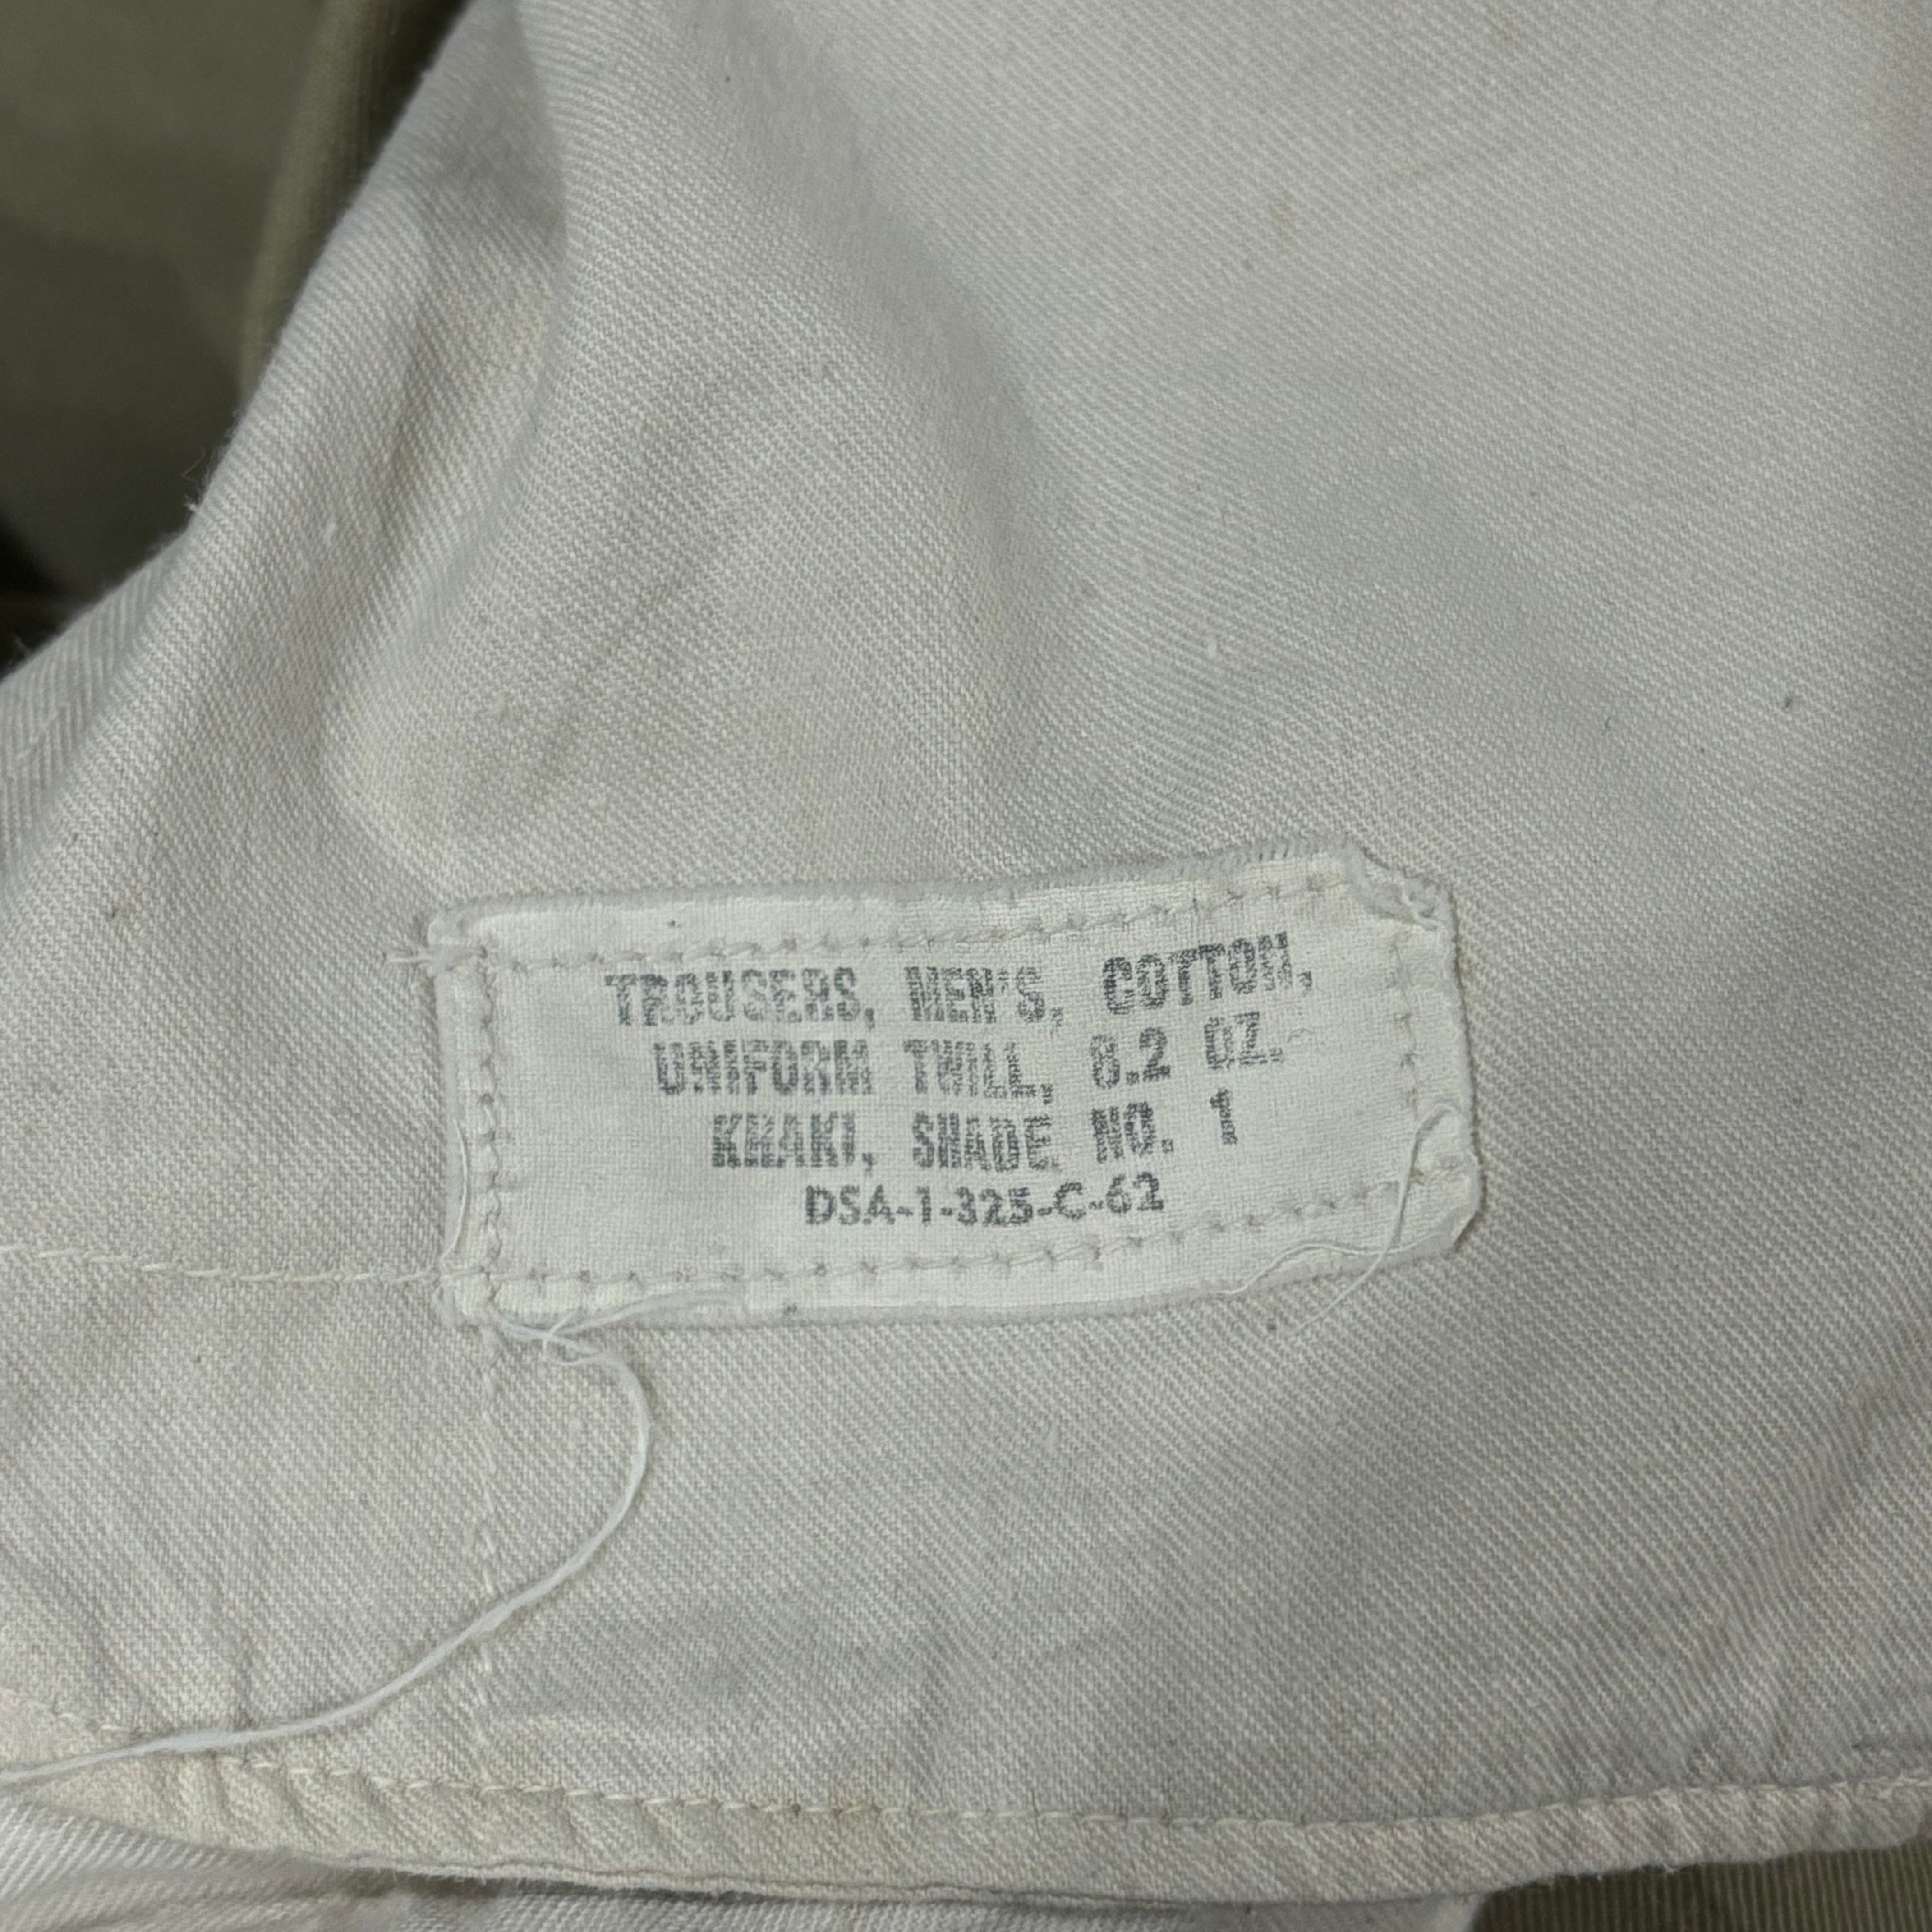 TROUSERS, MEN'S, COTTON,
UNIFORM TWILL, 8.2 OZ.
KHAKI, SHADE NO. 1
DSA-1-325-C-62